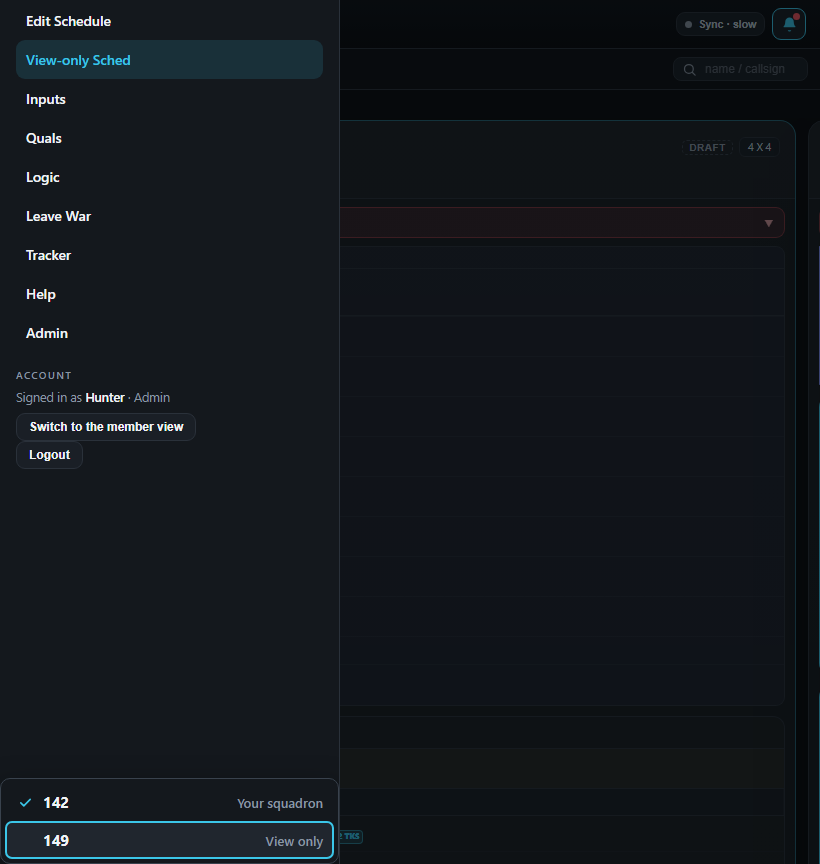 Edit Schedule
Sync - slow
View-only Sched
name / callsign
Inputs
Quals
DRAFT
4 X 4
Logic
Leave War
Tracker
Help
Admin
ACCOUNT
Signed in as Hunter · Admin
Switch to the member view
Logout
142 Your squadron
149 View only
TKS